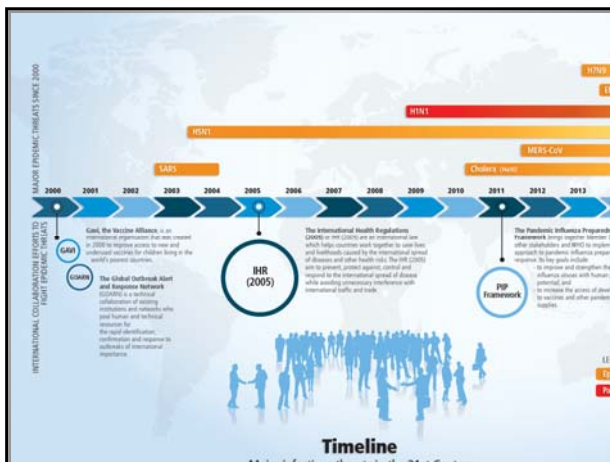 MAJOR EPIDEMIC THREATS SINCE 2000
H7N9
H1N1
H5N1
MERS-CoV
SARS
Cholera (Haiti)
2000 2001 2002 2003 2004 2005 2006 2007 2008 2009 2010 2011 2012 2013
INTERNATIONAL COLLABORATION EFFORTS TO
FIGHT EPIDEMIC THREATS
GAVI
Gavi, the Vaccine Alliance, is an
international organisation that was created
in 2000 to improve access to new and
underused vaccines for children living in the
world's poorest countries.
GOARN
The Global Outbreak Alert
and Response Network
(GOARN) is a technical
collaboration of existing
institutions and networks who
pool human and technical
resources for
the rapid identification,
confirmation and response to
outbreaks of international
importance.
IHR
(2005)
The International Health Regulations
(2005) or IHR (2005) are an international law
which helps countries work together to save lives
and livelihoods caused by the international spread
of diseases and other health risks. The IHR (2005)
aim to prevent, protect against, control and
respond to the international spread of disease
while avoiding unnecessary interference with
international traffic and trade.
PIP
Framework
The Pandemic Influenza Prepared
Framework brings together Member
other stakeholders and WHO to implem
approach to pandemic influenza prepare
response. Its key goals include:
- to improve and strengthen the
influenza viruses with human
potential; and
- to increase the access of deve
to vaccines and other pande
supplies.
Timeline